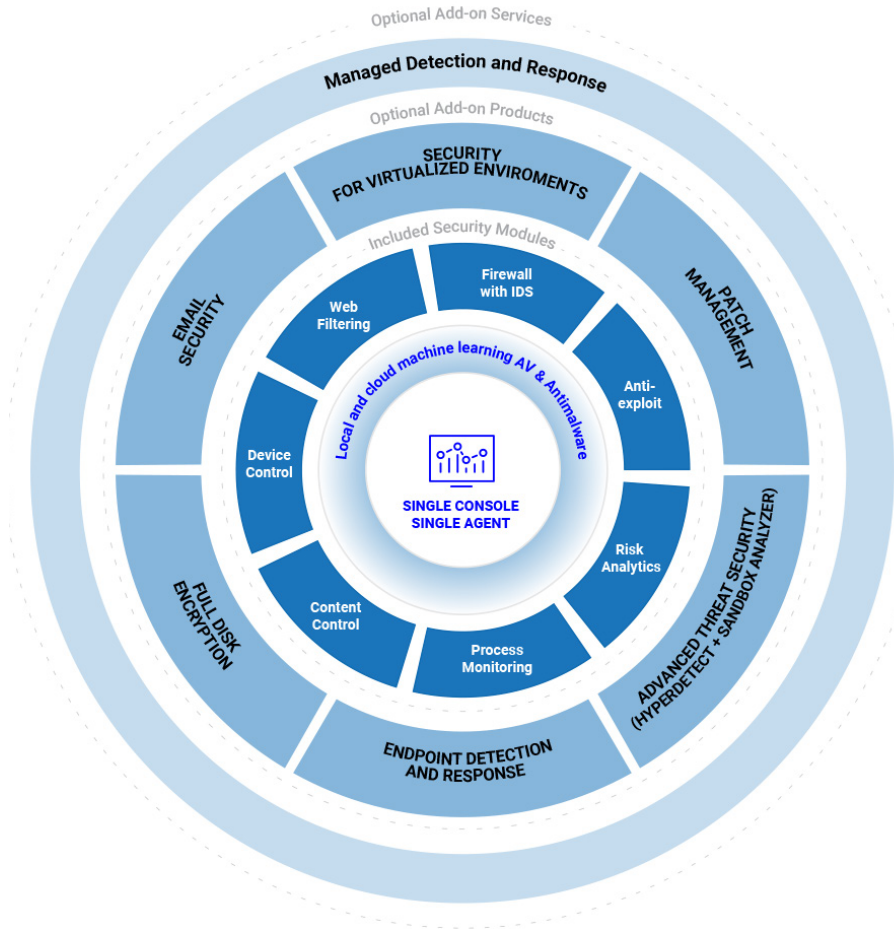 Optional Add-on Services
Managed Detection and Response
Optional Add-on Products
SECURITY
FOR VIRTUALIZED ENVIROMENTS
EMAIL
SECURITY
PATCH
MANAGEMENT
Included Security Modules
Firewall
with IDS
Web
Filtering
Anti-
exploit
Local and cloud machine learning AV & Antimalware
Device
Control
SINGLE CONSOLE
SINGLE AGENT
Risk
Analytics
Content
Control
Process
Monitoring
FULL DISK
ENCRYPTION
ADVANCED THREAT SECURITY
(HYPERDETECT + SANDBOX ANALYZER)
ENDPOINT DETECTION
AND RESPONSE